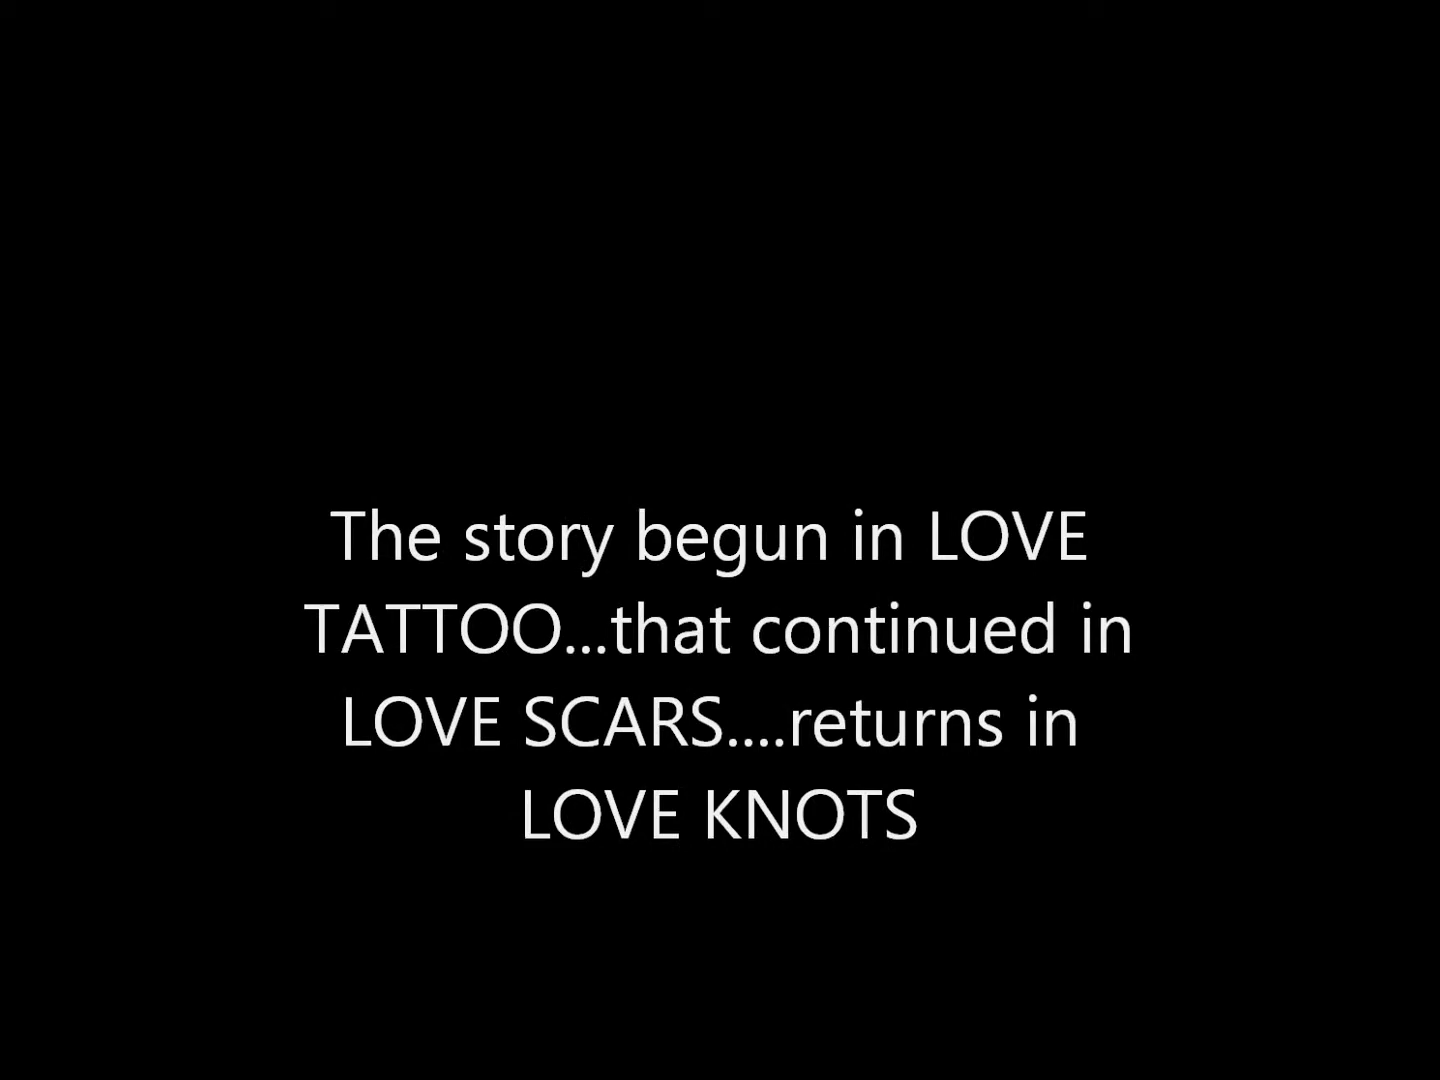 The story begun in LOVE
TATTOO...that continued in
LOVE SCARS....returns in
LOVE KNOTS